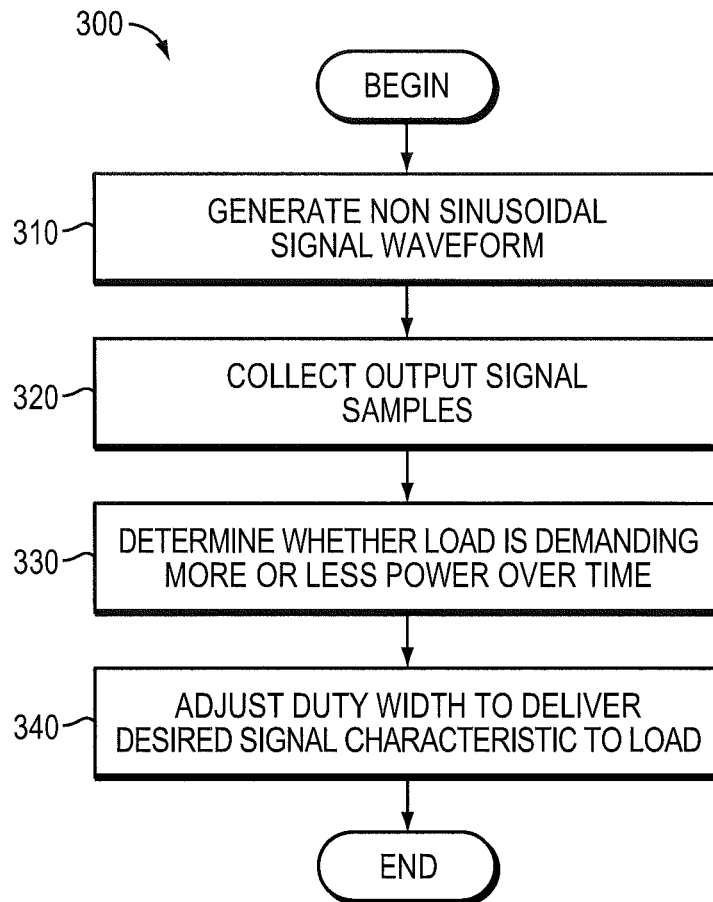 300
BEGIN
310
GENERATE NON SINUSOIDAL
SIGNAL WAVEFORM
320
COLLECT OUTPUT SIGNAL
SAMPLES
330
DETERMINE WHETHER LOAD IS DEMANDING
MORE OR LESS POWER OVER TIME
340
ADJUST DUTY WIDTH TO DELIVER
DESIRED SIGNAL CHARACTERISTIC TO LOAD
END